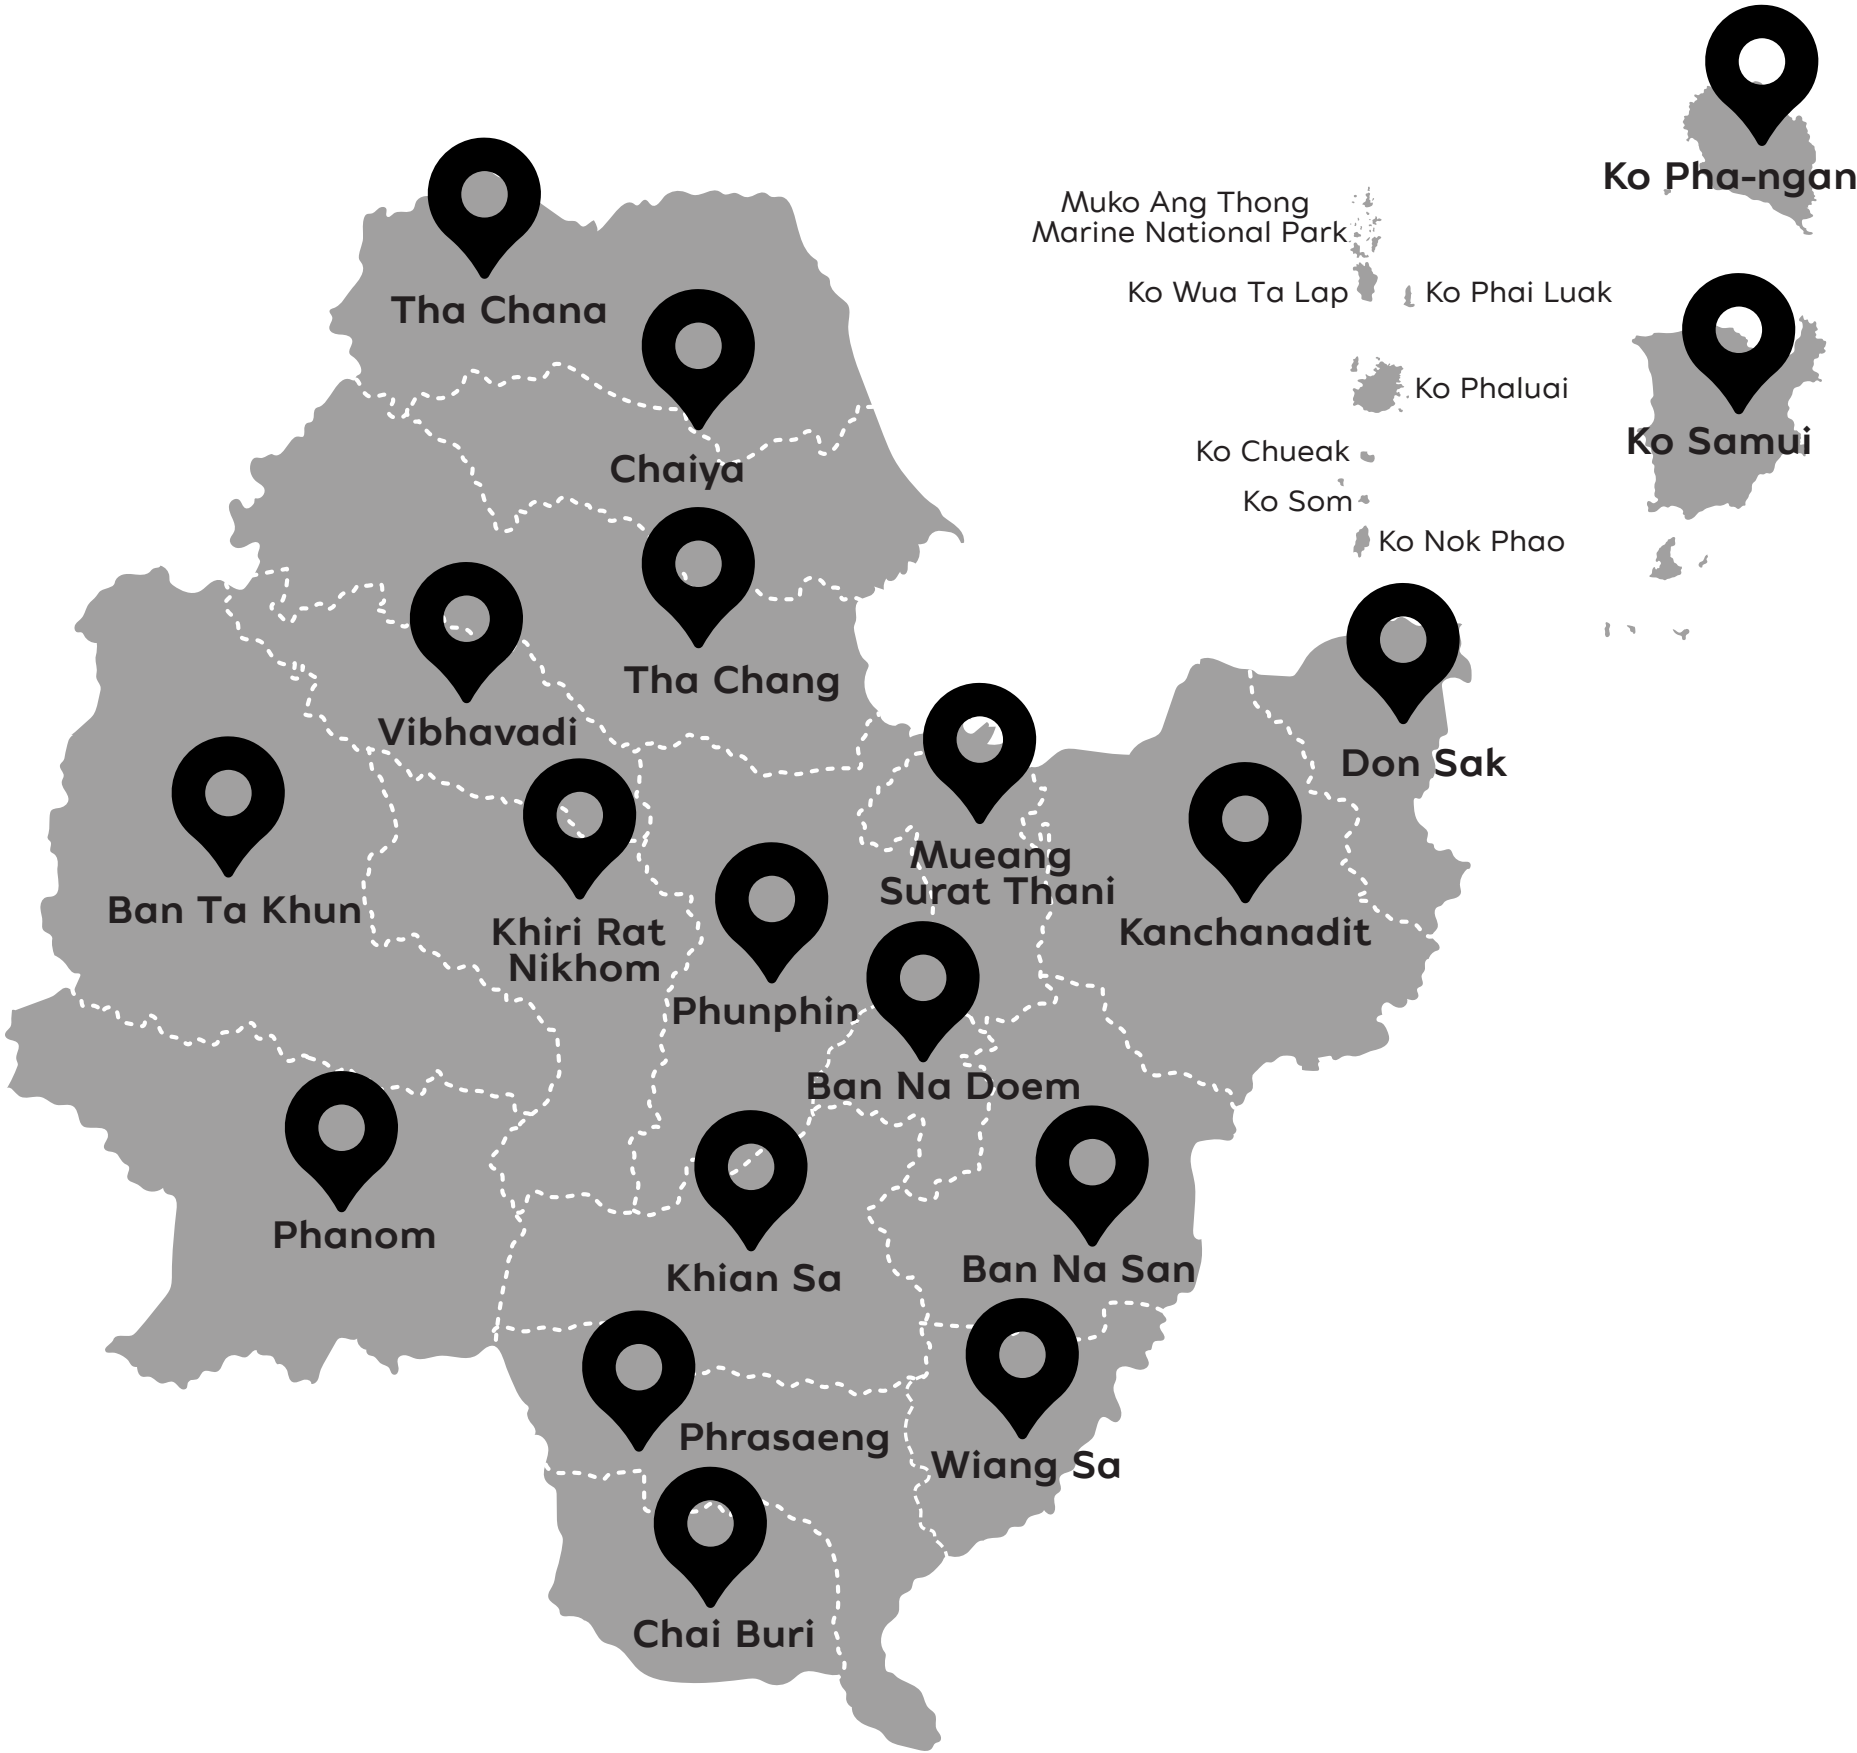 Ko Pha-ngan
Muko Ang Thong
Marine National Park
Ko Wua Ta Lap
Ko Phai Luak
Tha Chana
Ko Phaluai
Ko Samui
Ko Chueak
Chaiya
Ko Som
Ko Nok Phao
Tha Chang
Vibhavadi
Don Sak
Mueang
Surat Thani
Ban Ta Khun
Khiri Rat
Nikhom
Kanchanadit
Phunphin
Ban Na Doem
Phanom
Khian Sa
Ban Na San
Phrasaeng
Wiang Sa
Chai Buri